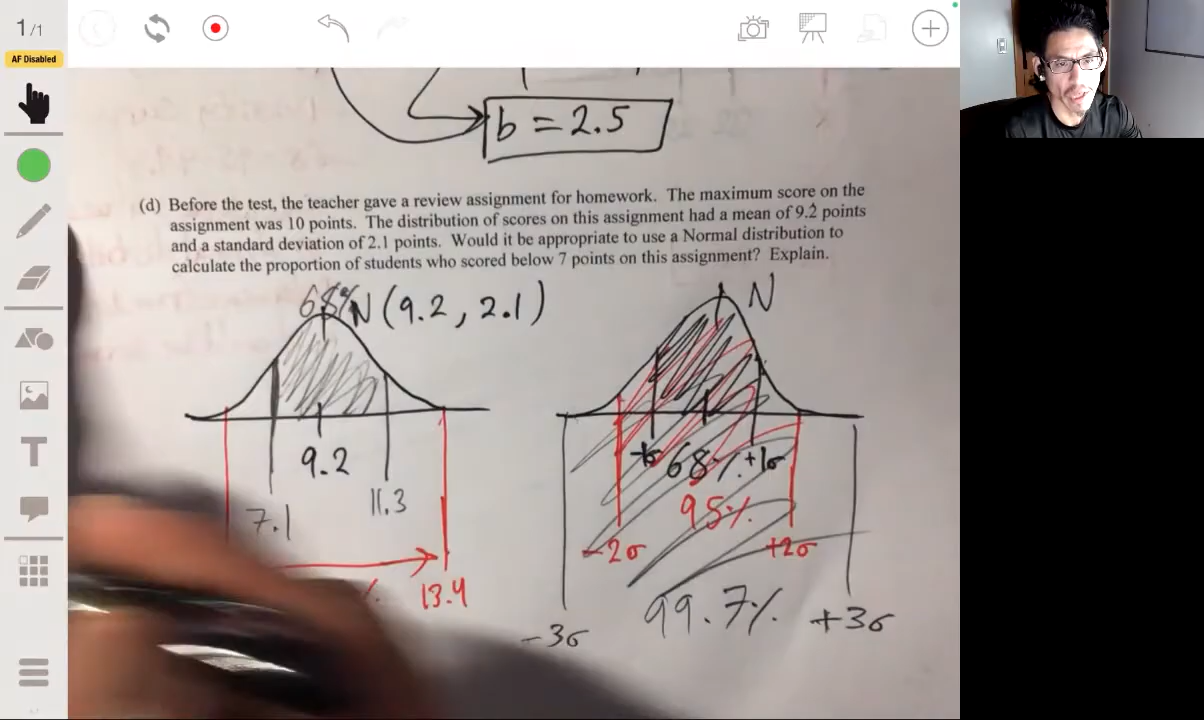 1/1
AF Disabled
b = 2.5
(d) Before the test, the teacher gave a review assignment for homework. The maximum score on the
assignment was 10 points. The distribution of scores on this assignment had a mean of 9.2 points
and a standard deviation of 2.1 points. Would it be appropriate to use a Normal distribution to
calculate the proportion of students who scored below 7 points on this assignment? Explain.
68% N (9.2, 2.1)
N
9.2
7.1
11.3
13.4
68% +1σ
95%
-2σ +2σ
99.7%
-3σ +3σ
T